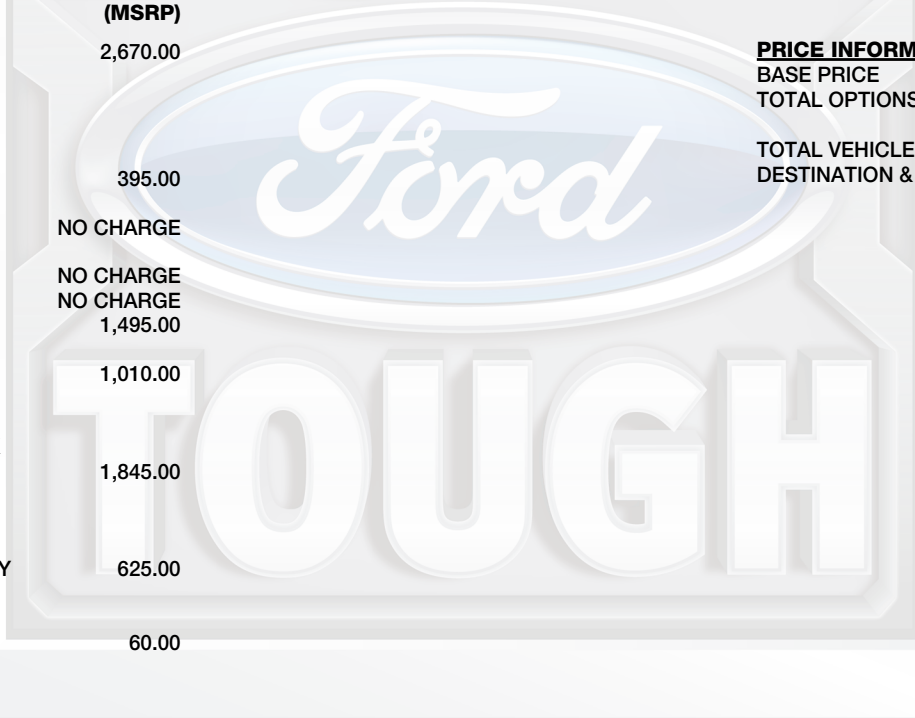 (MSRP)
2,670.00
395.00
NO CHARGE
NO CHARGE
NO CHARGE
1,495.00
1,010.00
1,845.00
Y 625.00
60.00
PRICE INFORM
BASE PRICE
TOTAL OPTIONS
TOTAL VEHICLE
DESTINATION &
Ford
TOUGH